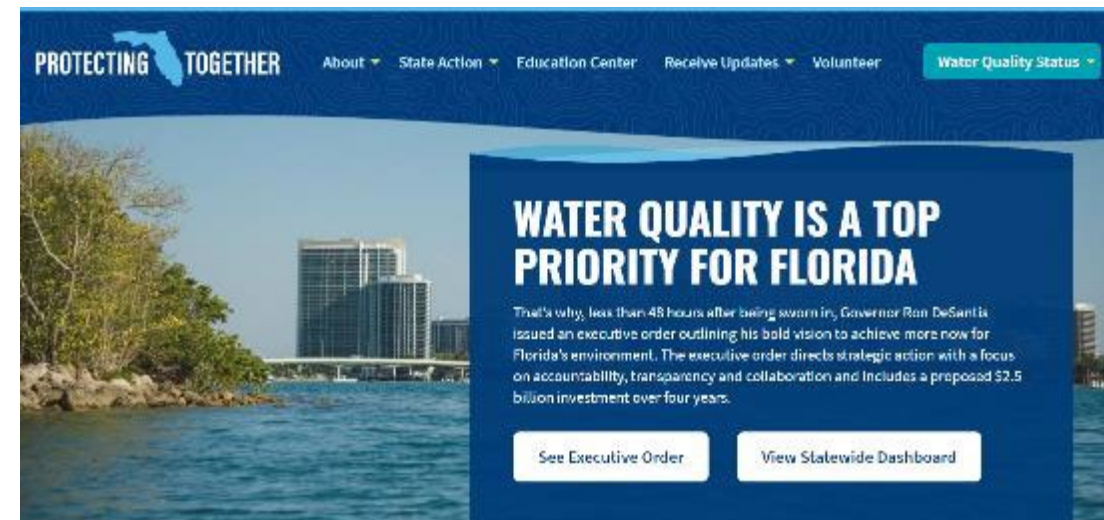 PROTECTING TOGETHER
About State Action Education Center Receive Updates Volunteer Water Quality Status
WATER QUALITY IS A TOP
PRIORITY FOR FLORIDA
That's why, less than 48 hours after being sworn in, Governor Ron DeSantis
issued an executive order outlining his bold vision to achieve more now for
Florida's environment. The executive order directs strategic action with a focus
on accountability, transparency and collaboration and includes a proposed $2.5
billion investment over four years.
See Executive Order View Statewide Dashboard